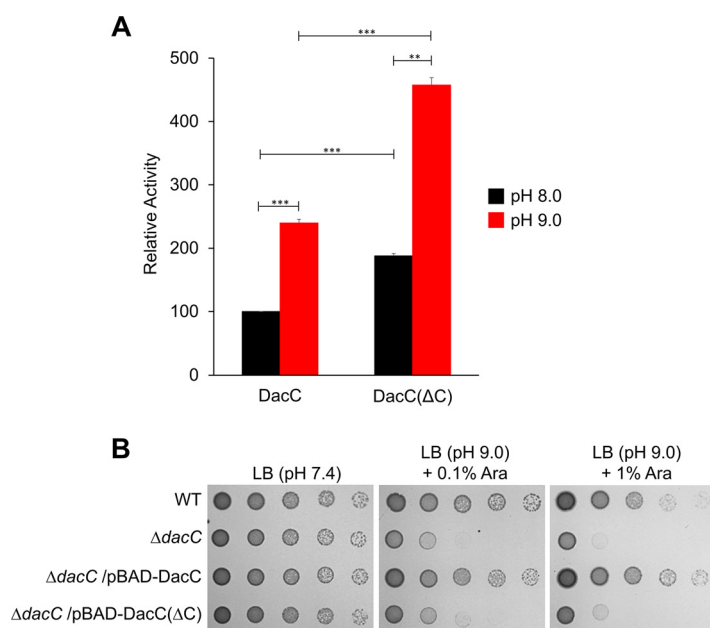 A
***
**
***
***
500
400
300
200
100
0
Relative Activity
DacC
DacC(ΔC)
pH 8.0
pH 9.0
B
LB (pH 7.4)
LB (pH 9.0)
+ 0.1% Ara
LB (pH 9.0)
+ 1% Ara
WT
ΔdacC
ΔdacC /pBAD-DacC
ΔdacC /pBAD-DacC(ΔC)